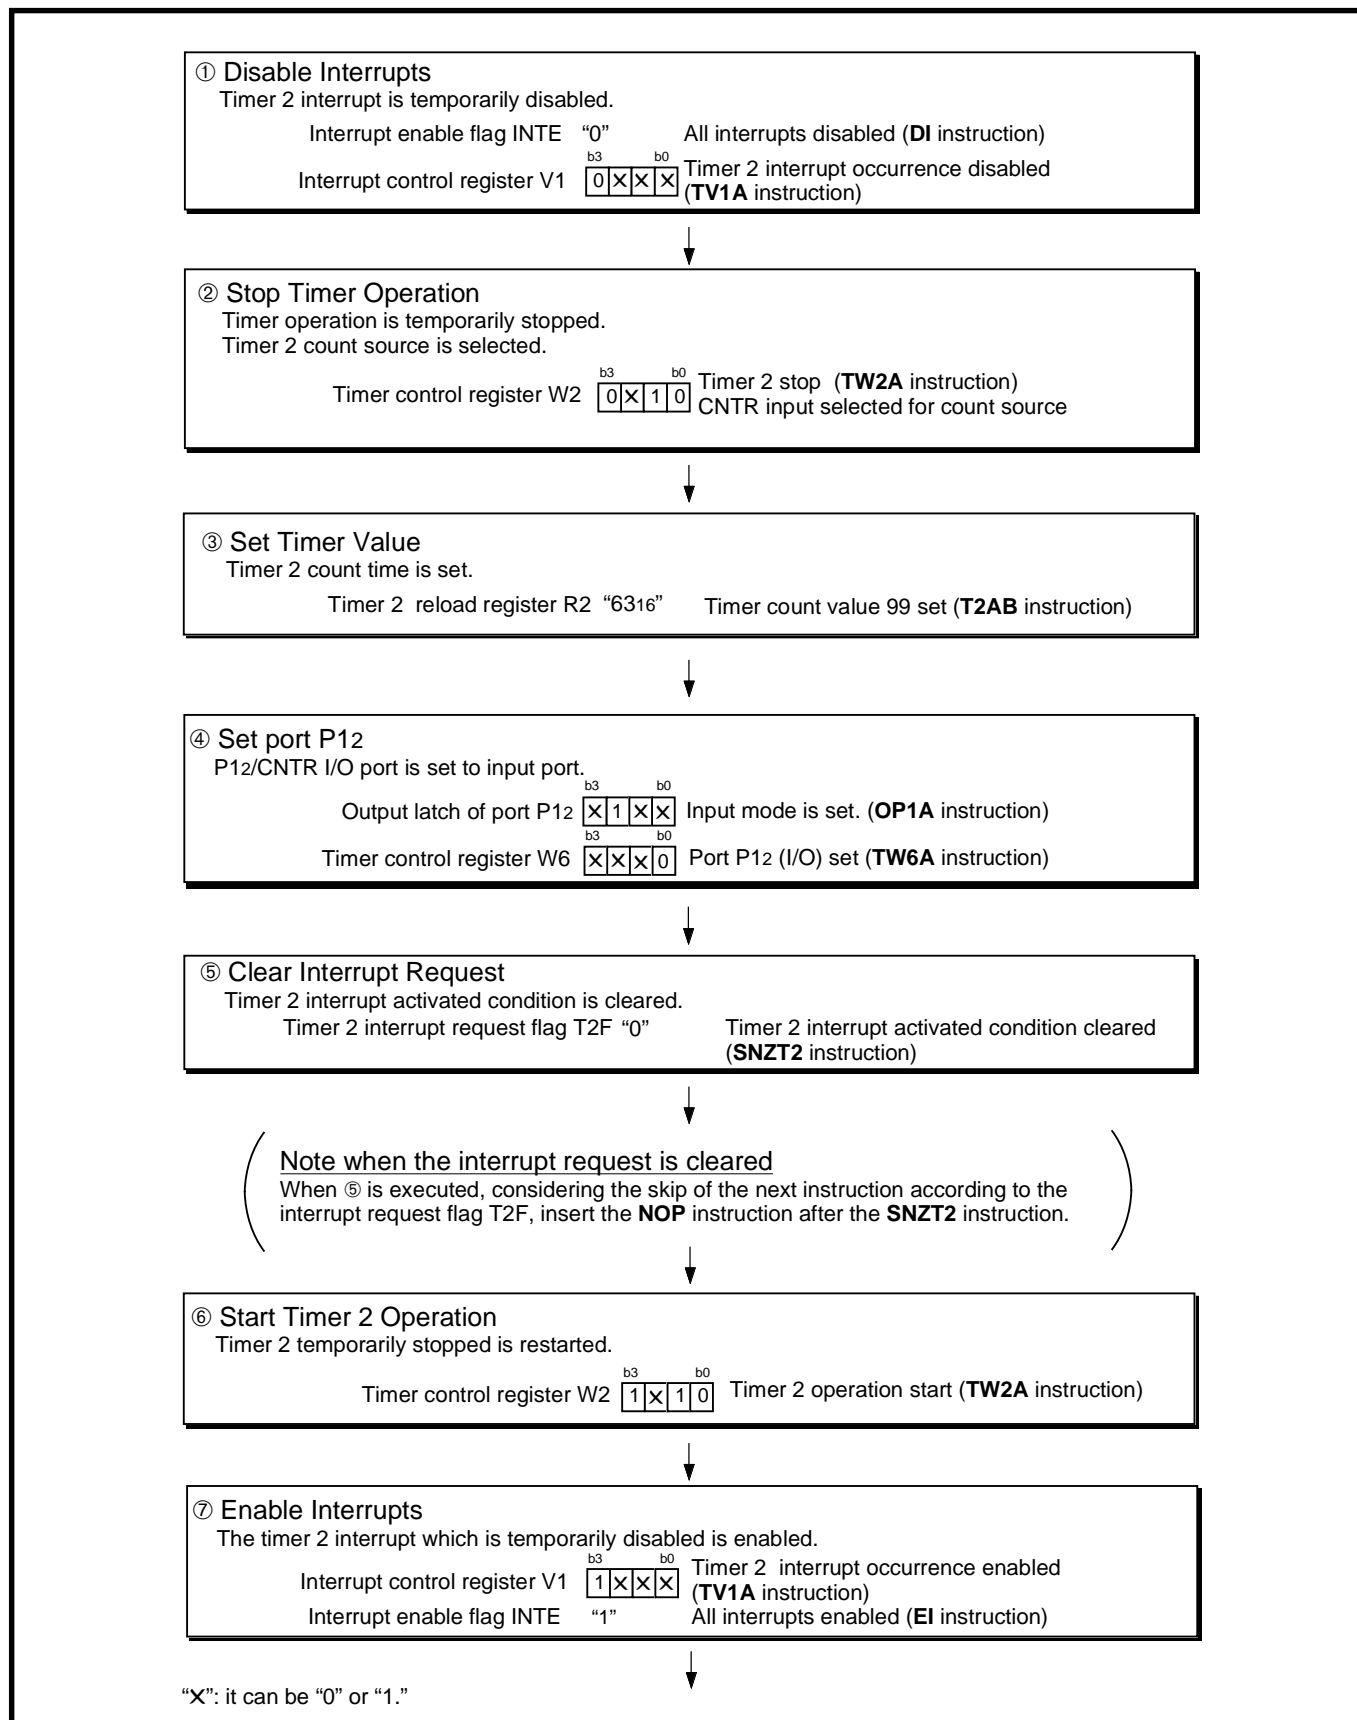 ① Disable Interrupts
Timer 2 interrupt is temporarily disabled.
Interrupt enable flag INTE “0” All interrupts disabled (DI instruction)
b3 b0
Interrupt control register V1 0 X X X Timer 2 interrupt occurrence disabled
(TV1A instruction)
② Stop Timer Operation
Timer operation is temporarily stopped.
Timer 2 count source is selected.
b3 b0
Timer control register W2 0 X 1 0 Timer 2 stop (TW2A instruction)
CNTR input selected for count source
③ Set Timer Value
Timer 2 count time is set.
Timer 2 reload register R2 “6316” Timer count value 99 set (T2AB instruction)
④ Set port P12
P12/CNTR I/O port is set to input port.
b3 b0
Output latch of port P12 X 1 X X Input mode is set. (OP1A instruction)
b3 b0
Timer control register W6 X X X 0 Port P12 (I/O) set (TW6A instruction)
⑤ Clear Interrupt Request
Timer 2 interrupt activated condition is cleared.
Timer 2 interrupt request flag T2F “0” Timer 2 interrupt activated condition cleared
(SNZT2 instruction)
Note when the interrupt request is cleared
When ⑤ is executed, considering the skip of the next instruction according to the
interrupt request flag T2F, insert the NOP instruction after the SNZT2 instruction.
⑥ Start Timer 2 Operation
Timer 2 temporarily stopped is restarted.
b3 b0
Timer control register W2 1 X 1 0 Timer 2 operation start (TW2A instruction)
⑦ Enable Interrupts
The timer 2 interrupt which is temporarily disabled is enabled.
b3 b0
Interrupt control register V1 1 X X X Timer 2 interrupt occurrence enabled
(TV1A instruction)
Interrupt enable flag INTE “1” All interrupts enabled (EI instruction)
“X”: it can be “0” or “1.”